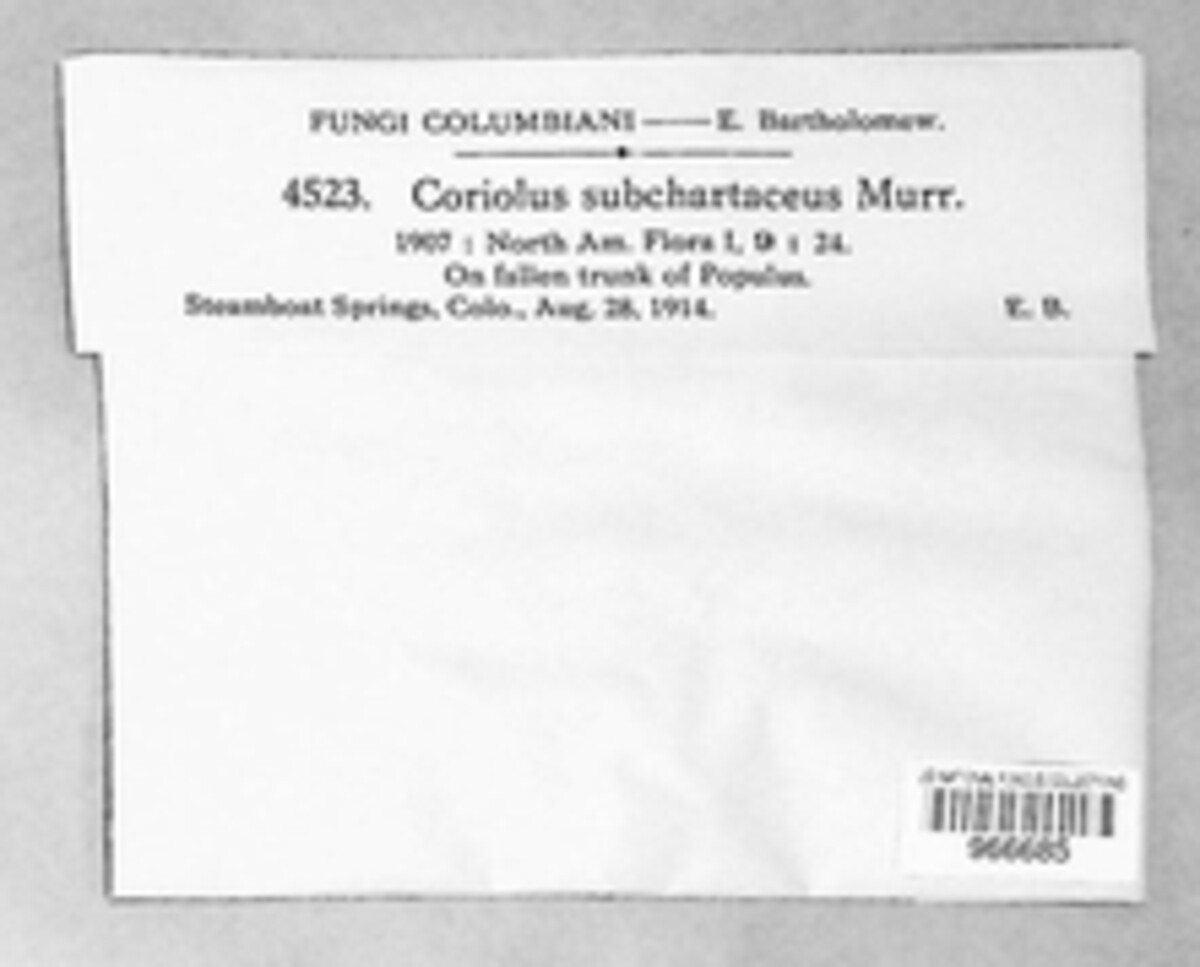 FUNGI COLUMBIANI — E. Bartholomew.
4523. Coriolus subchartaceus Murr.
1907 : North Am. Flora I, 9 : 24.
On fallen trunk of Populus.
Steamboat Springs, Colo., Aug. 28, 1914. E. B.
966685